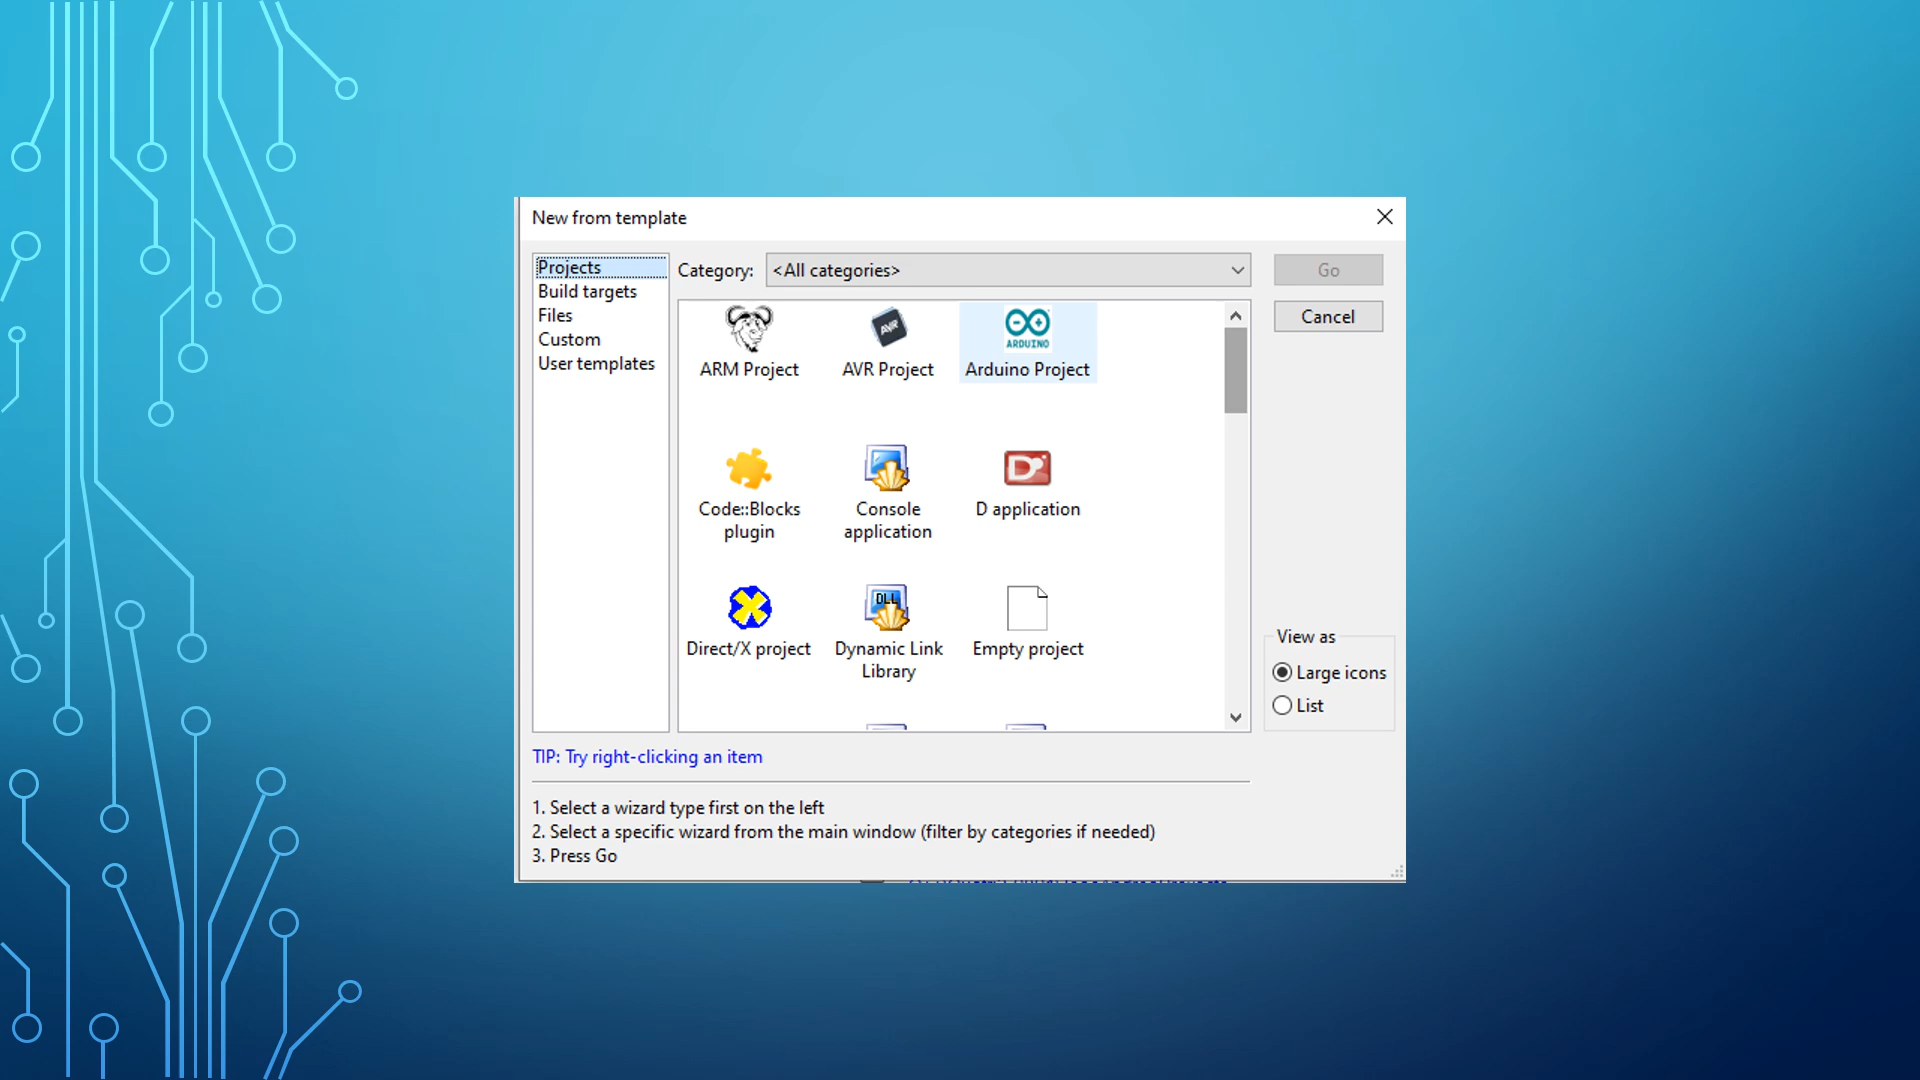 New from template
Projects
Build targets
Files
Custom
User templates
Category:
<All categories>
Go
Cancel
AVR
ARDUINO
ARM Project
AVR Project
Arduino Project
D
Code::Blocks
plugin
Console
application
D application
DLL
Direct/X project
Dynamic Link
Library
Empty project
View as
Large icons
List
TIP: Try right-clicking an item
1. Select a wizard type first on the left
2. Select a specific wizard from the main window (filter by categories if needed)
3. Press Go